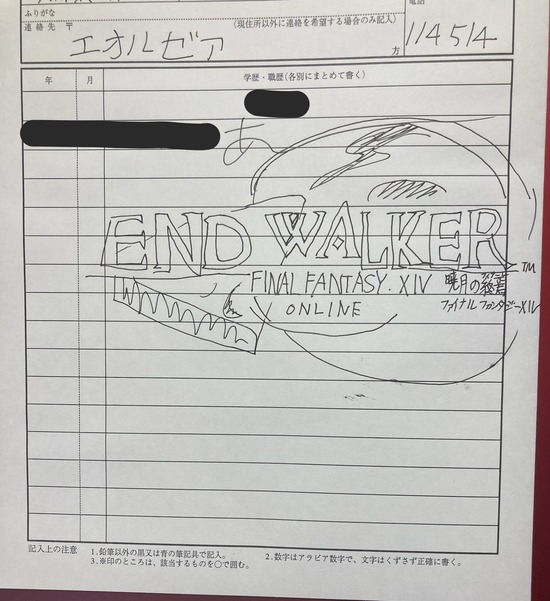 ふりがな
連絡先 〒 (現住所以外に連絡を希望する場合のみ記入)
エオルゼア 方
電話
114514
年 月 学歴・職歴(各別にまとめて書く)
あ
END WALKER
TM
FINAL FANTASY. XIV 暁月の終焉
ONLINE ファイナルファンタジーXIV
記入上の注意 1.鉛筆以外の黒又は青の筆記具で記入。 2.数字はアラビア数字で、文字はくずさず正確に書く。
3.※印のところは、該当するものを○で囲む。